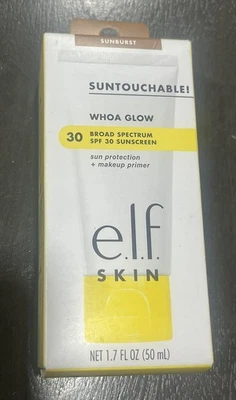 SUNBURST
SUNTOUCHABLE!
WHOA GLOW
30 BROAD SPECTRUM
SPF 30 SUNSCREEN
sun protection
+ makeup primer
e.l.f.
SKIN
NET 1.7 FL OZ (50 mL)